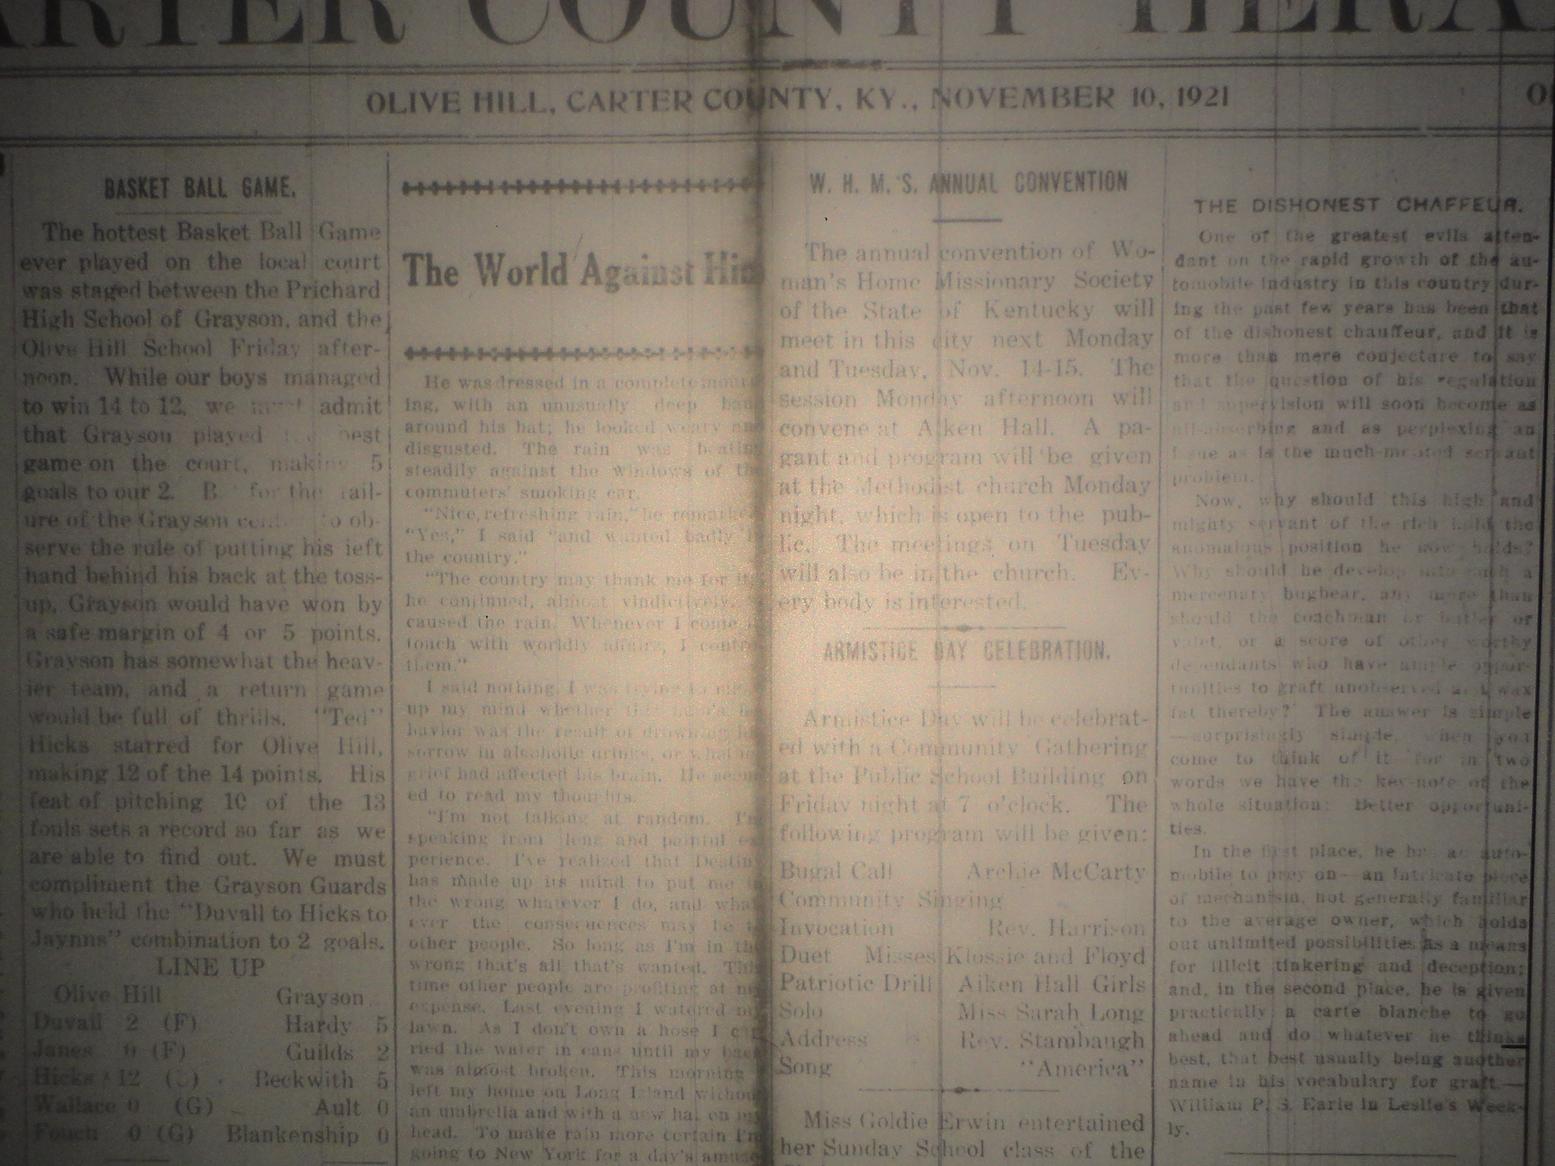 CARTER COUNTY HERA
OLIVE HILL, CARTER COUNTY, KY., NOVEMBER 10, 1921
BASKET BALL GAME.
The hottest Basket Ball Game
ever played on the local court
was staged between the Prichard
High School of Grayson, and the
Olive Hill School Friday after-
noon. While our boys managed
to win 14 to 12, we must admit
that Grayson played the best
game on the court, making 5
goals to our 2. B for the fail-
ure of the Grayson center to ob-
serve the rule of putting his left
hand behind his back at the toss-
up, Grayson would have won by
a safe margin of 4 or 5 points.
Grayson has somewhat the heav-
ier team, and a return game
would be full of thrills. "Ted"
Hicks starred for Olive Hill,
making 12 of the 14 points. His
feat of pitching 10 of the 13
fouls sets a record so far as we
are able to find out. We must
compliment the Grayson Guards
who held the "Duvall to Hicks to
Jaynns" combination to 2 goals.
LINE UP
Olive Hill Grayson
Duvall 2 (F) Hardy 5
Janes 0 (F) Guilds 2
Hicks 12 Beckwith 5
Wallace 0 (G) Ault 0
Fouch 0 (G) Blankenship 0
The World Against Him
He was dressed in a complete mourn
ing, with an unusually deep band
around his hat; he looked weary and
disgusted. The rain was beating
steadily against the windows of the
commuters' smoking car.
"Nice, refreshing rain," he remarked
"Yes," I said "and wanted badly
the country."
"The country may thank me for it,
he continued, almost vindictively.
caused the rain. Whenever I come
touch with worldly affairs, I control
them."
I said nothing. I was trying to
up my mind whether this man's be
havior was the result of drowning his
sorrow in alcoholic drinks, or whether
grief had affected his brain. He seem
ed to read my thoughts.
"I'm not talking at random. I'm
speaking from long and painful ex
perience. I've realized that Destiny
has made up its mind to put me in
the wrong whatever I do, and what
ever the consequences may be to
other people. So long as I'm in the
wrong that's all that's wanted. This
time other people are profiting at my
expense. Last evening I watered my
lawn. As I don't own a hose I car
ried the water in cans until my back
was almost broken. This morning
left my home on Long Island without
an umbrella and with a new hat on my
head. To make rain more certain I'm
going to New York for a day's amuse
W. H. M. S. ANNUAL CONVENTION
The annual convention of Wo-
man's Home Missionary Society
of the State of Kentucky will
meet in this city next Monday
and Tuesday, Nov. 14-15. The
session Monday afternoon will
convene at Aiken Hall. A pa-
gant and program will be given
at the Methodist church Monday
night, which is open to the pub-
lic. The meetings on Tuesday
will also be in the church. Ev-
ery body is interested.
ARMISTICE DAY CELEBRATION.
Armistice Day will be celebrat-
ed with a Community Gathering
at the Public School Building on
Friday night at 7 o'clock. The
following program will be given:
Bugal Call Archie McCarty
Community Singing
Invocation Rev. Harrison
Duet Misses Klossie and Floyd
Patriotic Drill Aiken Hall Girls
Solo Miss Sarah Long
Address Rev. Stambaugh
Song "America"
Miss Goldie Erwin entertained
her Sunday School class of the
THE DISHONEST CHAFFEUR.
One of the greatest evils atten-
dant on the rapid growth of the au-
tomobile industry in this country dur-
ing the past few years has been that
of the dishonest chauffeur, and it is
more than mere conjecture to say
that the question of his regulation
and supervision will soon become as
all-absorbing and as perplexing an
issue as is the much-mooted servant
problem.
Now, why should this high and
mighty servant of the rich hold the
anomalous position he now holds?
Why should he develop into such a
mercenary bugbear, any more than
should the coachman or butler or
valet, or a score of other worthy
dependants who have ample oppor-
tunities to graft unobserved and wax
fat thereby? The answer is simple
—surprisingly simple, when you
come to think of it for in two
words we have the key-note of the
whole situation: Better opportuni-
ties.
In the first place, he has an auto-
mobile to prey on—an intricate piece
of mechanism, not generally familiar
to the average owner, which holds
out unlimited possibilities as a means
for illicit tinkering and deception;
and, in the second place, he is given
practically a carte blanche to go
ahead and do whatever he thinks
best, that best usually being another
name in his vocabulary for graft.—
William P. S. Earle in Leslie's Week-
ly.